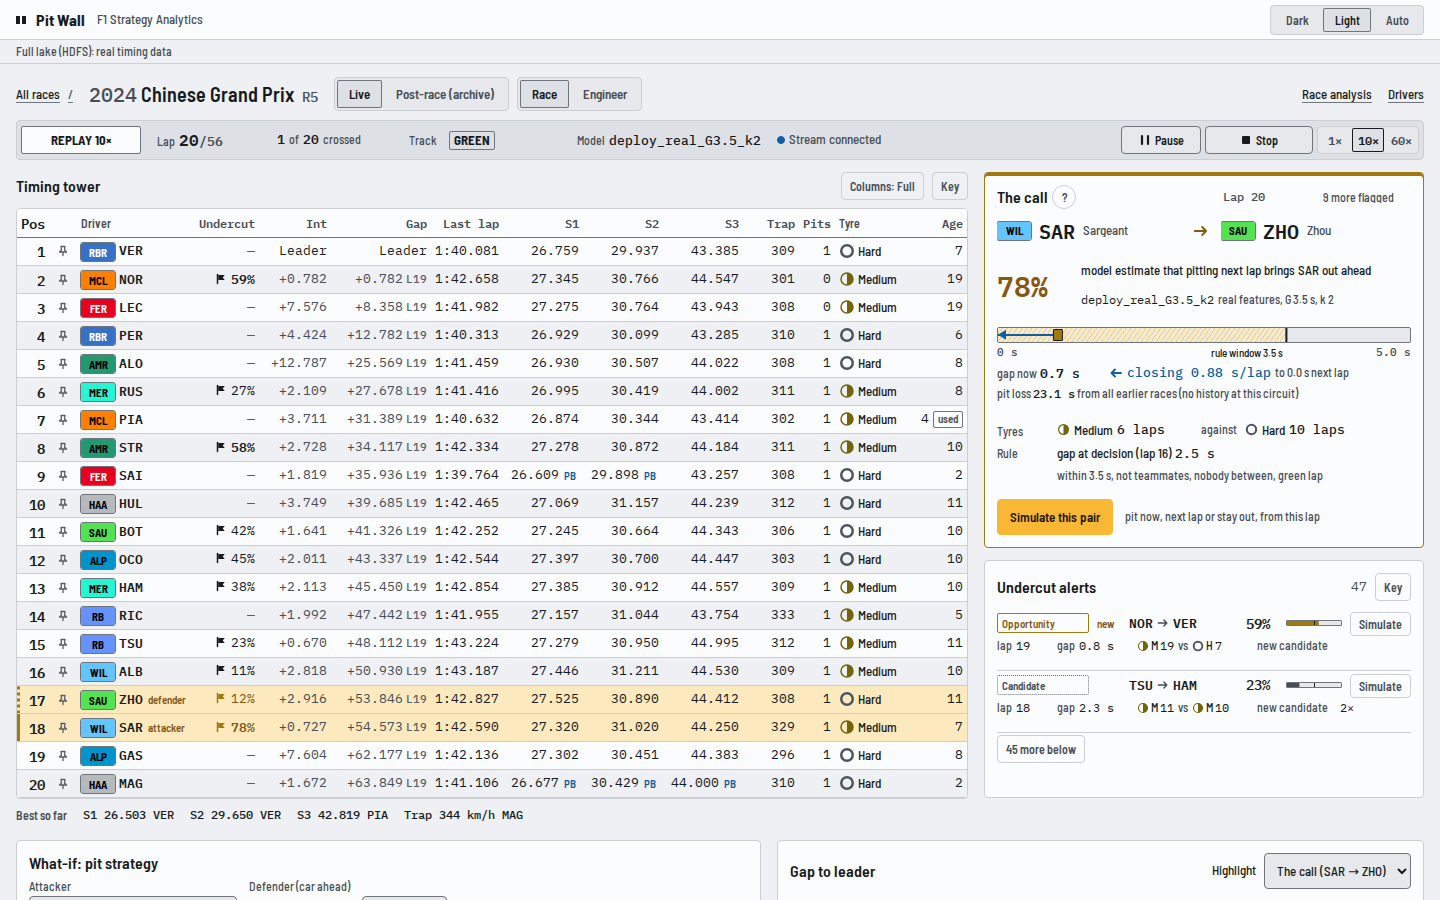 Pit Wall F1 Strategy Analytics Dark Light Auto
Full lake (HDFS): real timing data
All races / 2024 Chinese Grand Prix R5 Live Post-race (archive) Race Engineer Race analysis Drivers
REPLAY 10× Lap 20/56 1 of 20 crossed Track GREEN Model deploy_real_G3.5_k2 Stream connected Pause Stop 1× 10× 60×
Timing tower Columns: Full Key
Pos Driver Undercut Int Gap Last lap S1 S2 S3 Trap Pits Tyre Age
1 RBR VER – Leader Leader 1:40.081 26.759 29.937 43.385 309 1 Hard 7
2 MCL NOR 59% +0.782 +0.782 L19 1:42.658 27.345 30.766 44.547 301 0 Medium 19
3 FER LEC – +7.576 +8.358 L19 1:41.982 27.275 30.764 43.943 308 0 Medium 19
4 RBR PER – +4.424 +12.782 L19 1:40.313 26.929 30.099 43.285 310 1 Hard 6
5 AMR ALO – +12.787 +25.569 L19 1:41.459 26.930 30.507 44.022 308 1 Hard 8
6 MER RUS 27% +2.109 +27.678 L19 1:41.416 26.995 30.419 44.002 311 1 Medium 8
7 MCL PIA – +3.711 +31.389 L19 1:40.632 26.874 30.344 43.414 302 1 Medium 4 used
8 AMR STR 58% +2.728 +34.117 L19 1:42.334 27.278 30.872 44.184 311 1 Medium 10
9 FER SAI – +1.819 +35.936 L19 1:39.764 26.609 PB 29.898 PB 43.257 308 1 Hard 2
10 HAA HUL – +3.749 +39.685 L19 1:42.465 27.069 31.157 44.239 312 1 Hard 11
11 SAU BOT 42% +1.641 +41.326 L19 1:42.252 27.245 30.664 44.343 306 1 Hard 10
12 ALP OCO 45% +2.011 +43.337 L19 1:42.544 27.397 30.700 44.447 303 1 Hard 10
13 MER HAM 38% +2.113 +45.450 L19 1:42.854 27.385 30.912 44.557 309 1 Medium 10
14 RB RIC – +1.992 +47.442 L19 1:41.955 27.157 31.044 43.754 333 1 Hard 5
15 RB TSU 23% +0.670 +48.112 L19 1:43.224 27.279 30.950 44.995 312 1 Medium 11
16 WIL ALB 11% +2.818 +50.930 L19 1:43.187 27.446 31.211 44.530 309 1 Medium 10
17 SAU ZHO defender 12% +2.916 +53.846 L19 1:42.827 27.525 30.890 44.412 308 1 Hard 11
18 WIL SAR attacker 78% +0.727 +54.573 L19 1:42.590 27.320 31.020 44.250 329 1 Medium 7
19 ALP GAS – +7.604 +62.177 L19 1:42.136 27.302 30.451 44.383 296 1 Hard 8
20 HAA MAG – +1.672 +63.849 L19 1:41.106 26.677 PB 30.429 PB 44.000 PB 310 1 Hard 2
Best so far S1 26.503 VER S2 29.650 VER S3 42.819 PIA Trap 344 km/h MAG
The call ? Lap 20 9 more flagged
WIL SAR Sargeant → SAU ZHO Zhou
78% model estimate that pitting next lap brings SAR out ahead
deploy_real_G3.5_k2 real features, G 3.5 s, k 2
0 s rule window 3.5 s 5.0 s
gap now 0.7 s ← closing 0.88 s/lap to 0.0 s next lap
pit loss 23.1 s from all earlier races (no history at this circuit)
Tyres Medium 6 laps against Hard 10 laps
Rule gap at decision (lap 16) 2.5 s
within 3.5 s, not teammates, nobody between, green lap
Simulate this pair pit now, next lap or stay out, from this lap
Undercut alerts 47 Key
Opportunity new NOR → VER 59% Simulate
lap 19 gap 0.8 s M 19 vs H 7 new candidate
Candidate TSU → HAM 23% Simulate
lap 18 gap 2.3 s M 11 vs M 10 new candidate 2×
45 more below
What-if: pit strategy
Attacker Defender (car ahead)
Gap to leader Highlight The call (SAR → ZHO)